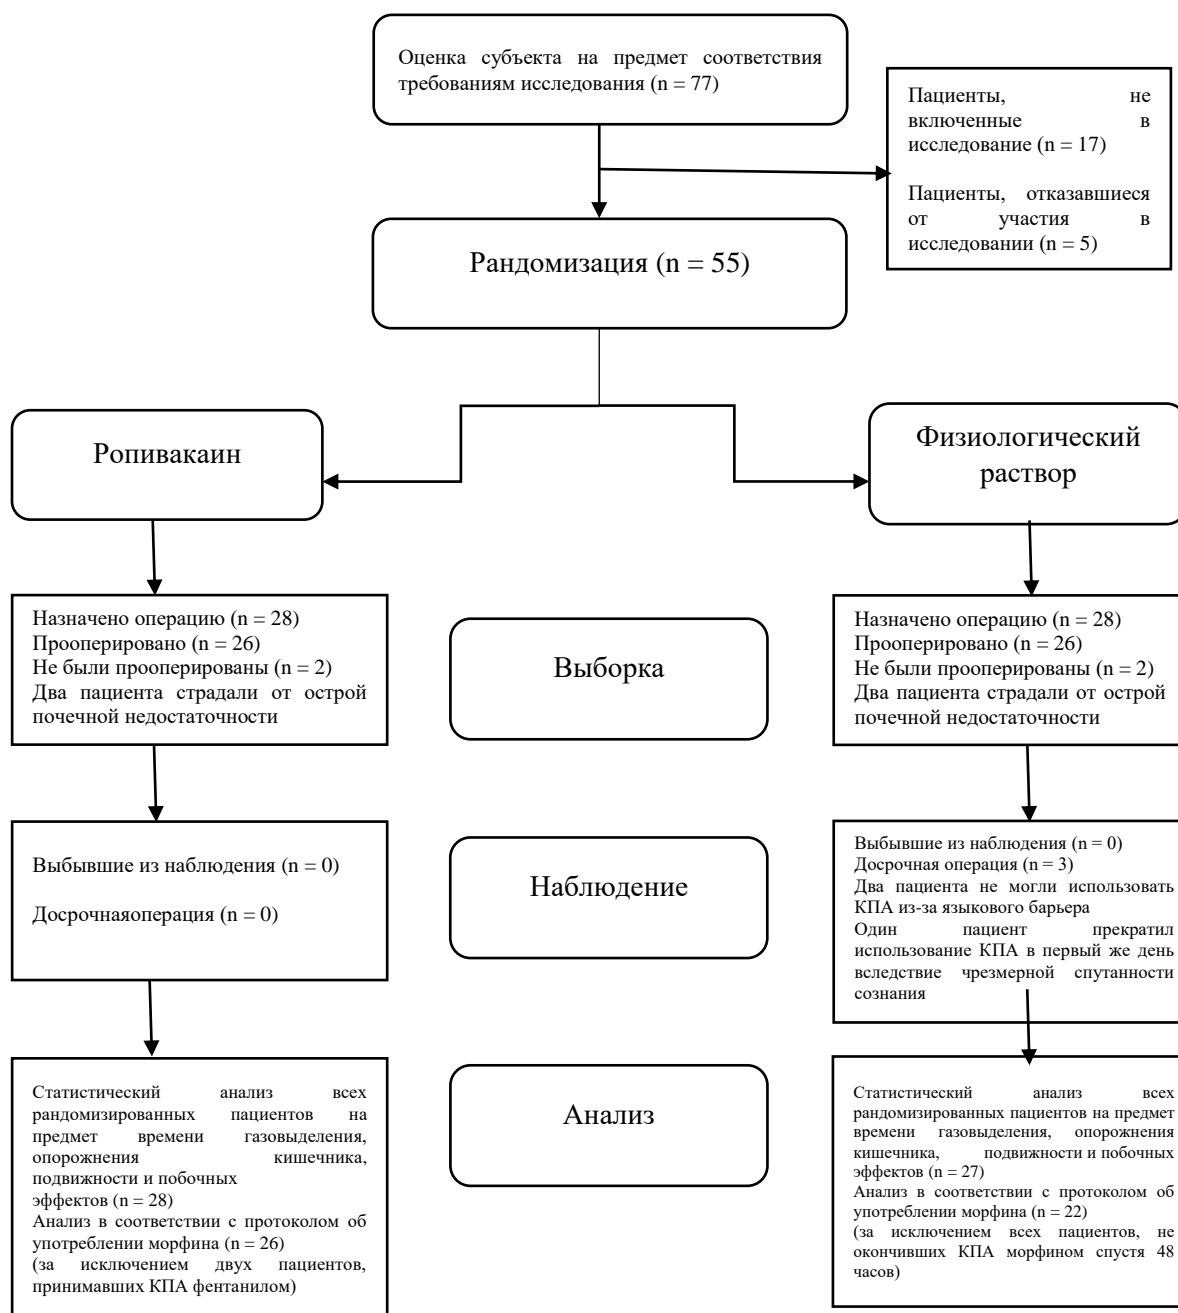 Оценка субъекта на предмет соответствия
требованиям исследования (n = 77)
Пациенты, не
включенные в
исследование (n = 17)
Пациенты, отказавшиеся
от участия в
исследовании (n = 5)
Рандомизация (n = 55)
Ропивакаин
Физиологический
раствор
Назначено операцию (n = 28)
Прооперировано (n = 26)
Не были прооперированы (n = 2)
Два пациента страдали от острой
почечной недостаточности
Выборка
Назначено операцию (n = 28)
Прооперировано (n = 26)
Не были прооперированы (n = 2)
Два пациента страдали от острой
почечной недостаточности
Выбывшие из наблюдения (n = 0)
Досрочнаяоперация (n = 0)
Наблюдение
Выбывшие из наблюдения (n = 0)
Досрочная операция (n = 3)
Два пациента не могли использовать
КПА из-за языкового барьера
Один пациент прекратил
использование КПА в первый же день
вследствие чрезмерной спутанности
сознания
Статистический анализ всех
рандомизированных пациентов на
предмет времени газовыделения,
опорожнения кишечника,
подвижности и побочных
эффектов (n = 28)
Анализ в соответствии с протоколом об
употреблении морфина (n = 26)
(за исключением двух пациентов,
принимавших КПА фентанилом)
Анализ
Статистический анализ всех
рандомизированных пациентов на предмет
времени газовыделения, опорожнения
кишечника, подвижности и побочных
эффектов (n = 27)
Анализ в соответствии с протоколом об
употреблении морфина (n = 22)
(за исключением всех пациентов, не
окончивших КПА морфином спустя 48
часов)